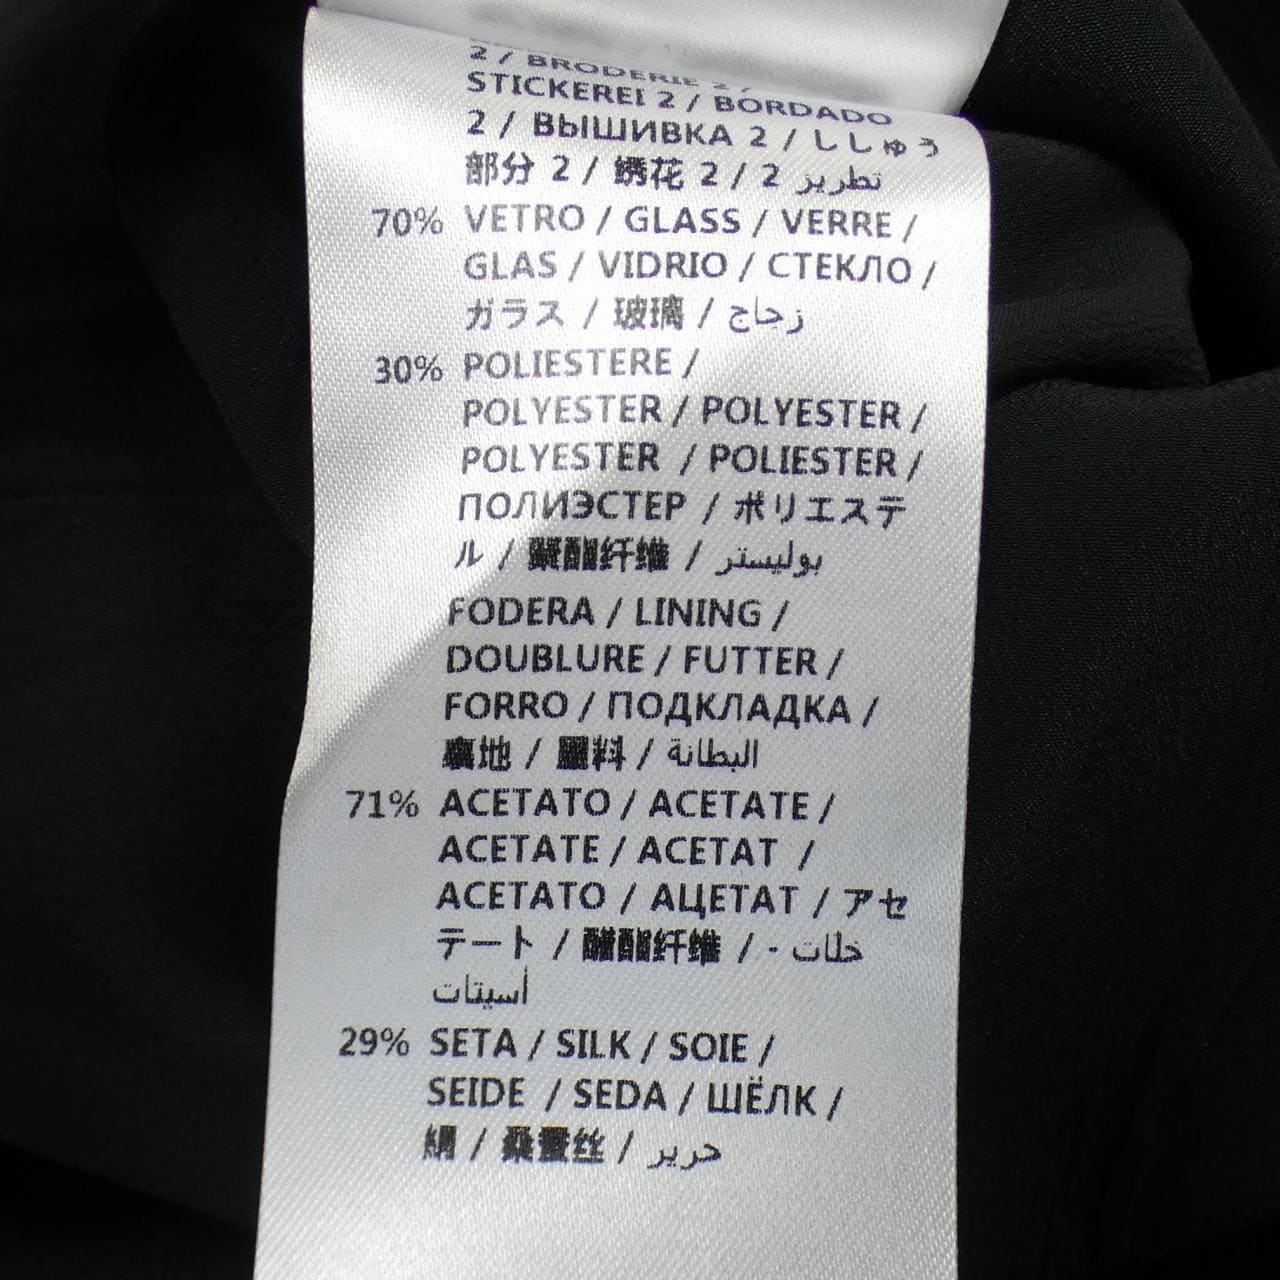 2 / BRODERIE 2 /
STICKEREI 2 / BORDADO
2 / ВЫШИВКА 2 / ししゅう
部分 2 / 绣花 2 / 2 تطريز
70% VETRO / GLASS / VERRE /
GLAS / VIDRIO / СТЕКЛО /
ガラス / 玻璃 / زجاج
30% POLIESTERE /
POLYESTER / POLYESTER /
POLYESTER / POLIESTER /
ПОЛИЭСТЕР / ポリエステ
ル / 聚酯纤维 / بوليستر
FODERA / LINING /
DOUBLURE / FUTTER /
FORRO / ПОДКЛАДКА /
裏地 / 里料 / البطانة
71% ACETATO / ACETATE /
ACETATE / ACETAT /
ACETATO / АЦЕТАТ / アセ
テート / 醋酯纤维 / - خلات
أسيتات
29% SETA / SILK / SOIE /
SEIDE / SEDA / ШЁЛК /
絹 / 桑蚕丝 / حرير